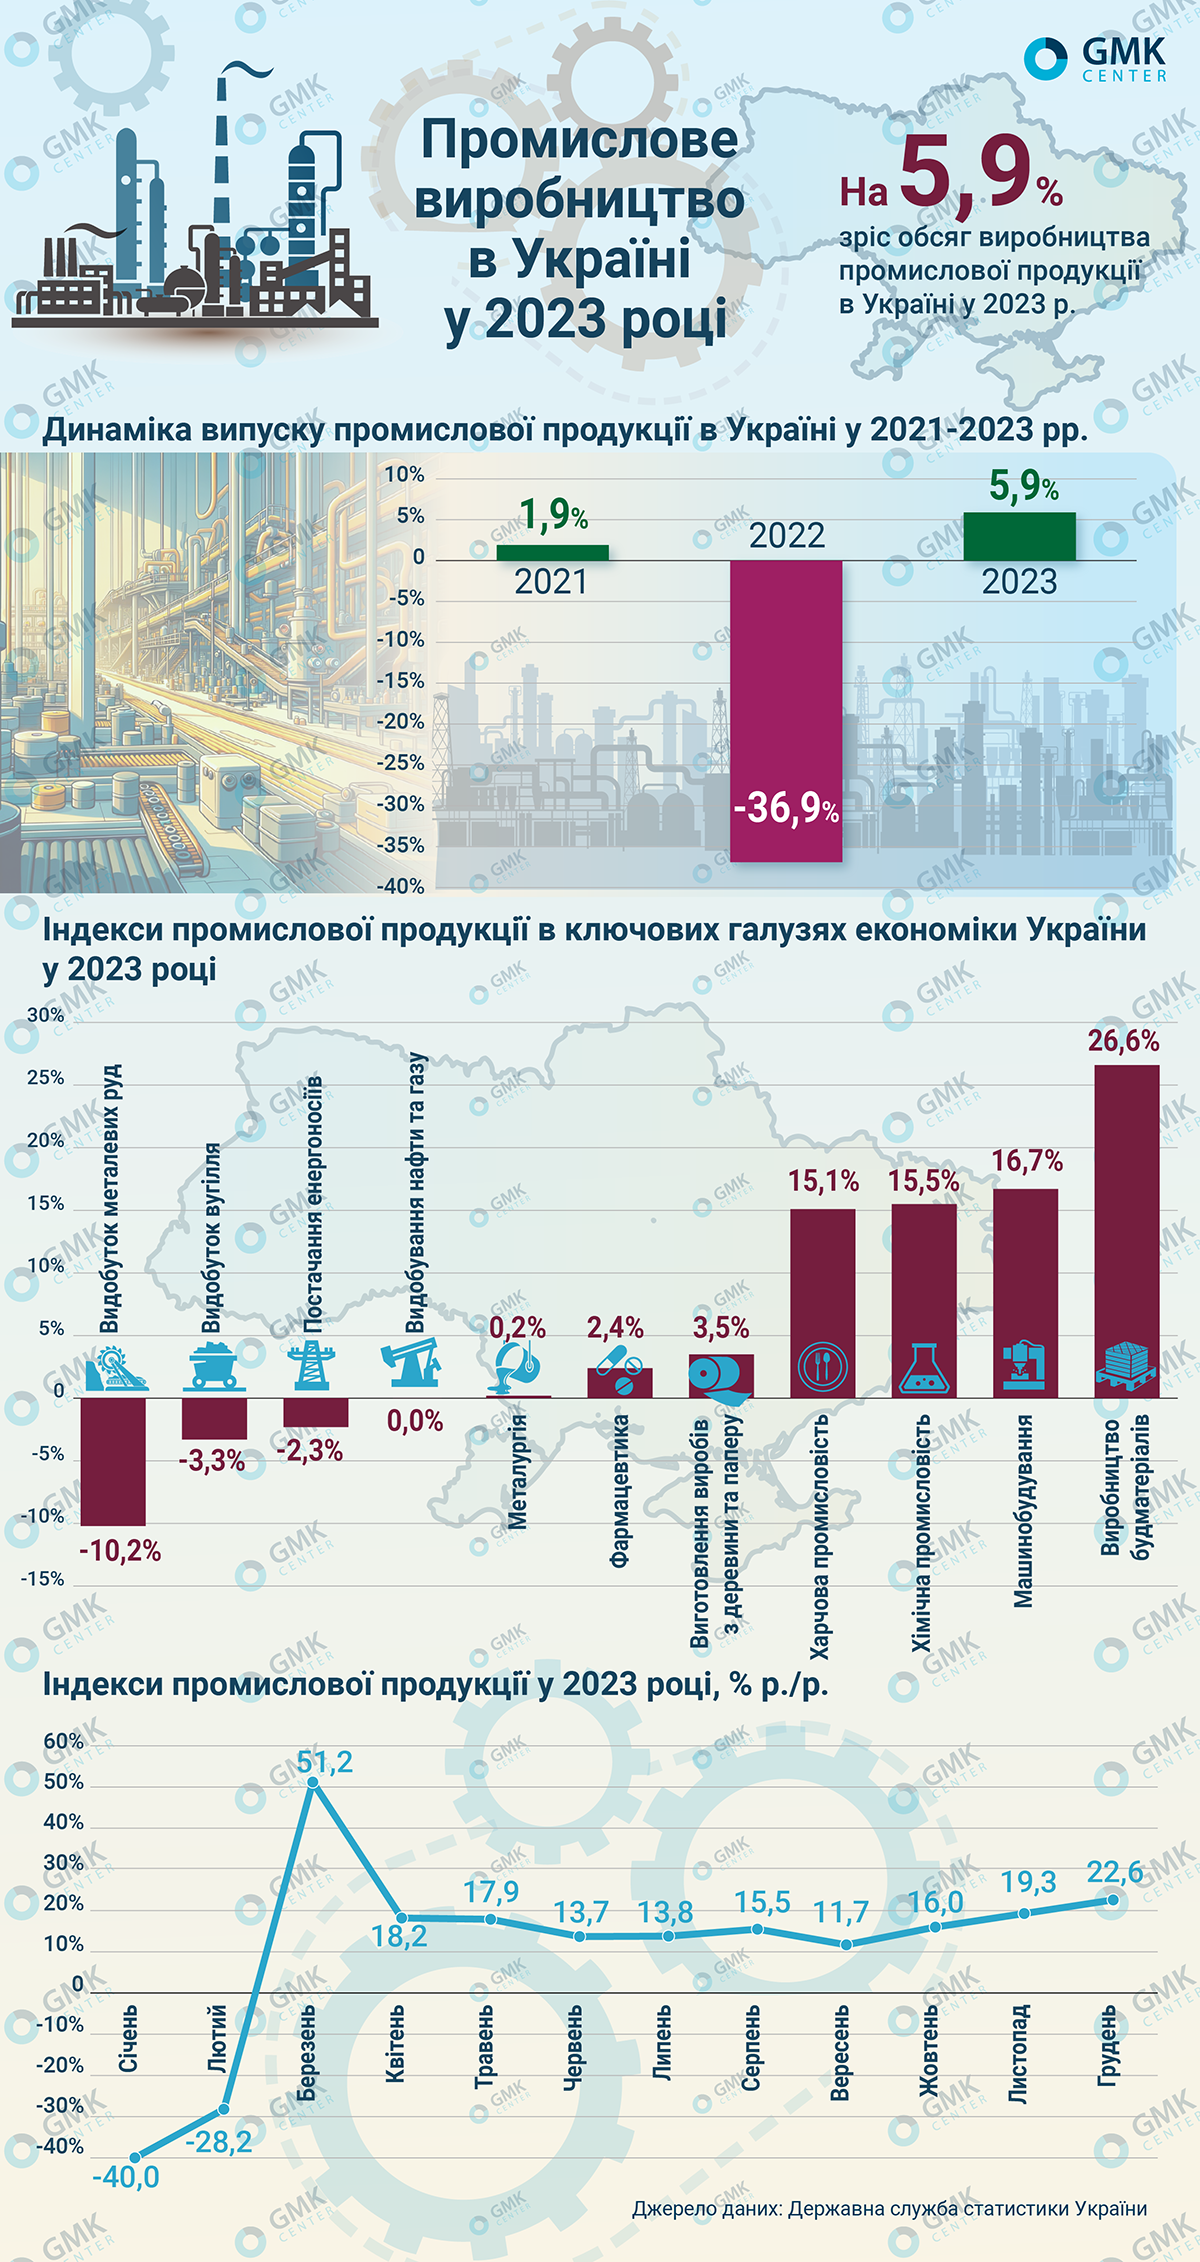 GMK
CENTER
Промислове
виробництво
в Україні
у 2023 році
На 5,9%
зріс обсяг виробництва
промислової продукції
в Україні у 2023 р.
Динаміка випуску промислової продукції в Україні у 2021-2023 рр.
10%
5%
0
-5%
-10%
-15%
-20%
-25%
-30%
-35%
-40%
1,9%
2021
2022
-36,9%
5,9%
2023
Індекси промислової продукції в ключових галузях економіки України
у 2023 році
30%
25%
20%
15%
10%
5%
0
-5%
-10%
-15%
Видобуток металевих руд
-10,2%
Видобуток вугілля
-3,3%
Постачання енергоносіїв
-2,3%
Видобування нафти та газу
0,0%
0,2%
Металургія
2,4%
Фармацевтика
3,5%
Виготовлення виробів
з деревини та паперу
15,1%
Харчова промисловість
15,5%
Хімічна промисловість
16,7%
Машинобудування
26,6%
Виробництво
будматеріалів
Індекси промислової продукції у 2023 році, % р./р.
60%
50%
40%
30%
20%
10%
0
-10%
-20%
-30%
-40%
-40,0
-28,2
51,2
18,2
17,9
13,7
13,8
15,5
11,7
16,0
19,3
22,6
Січень
Лютий
Березень
Квітень
Травень
Червень
Липень
Серпень
Вересень
Жовтень
Листопад
Грудень
Джерело даних: Державна служба статистики України